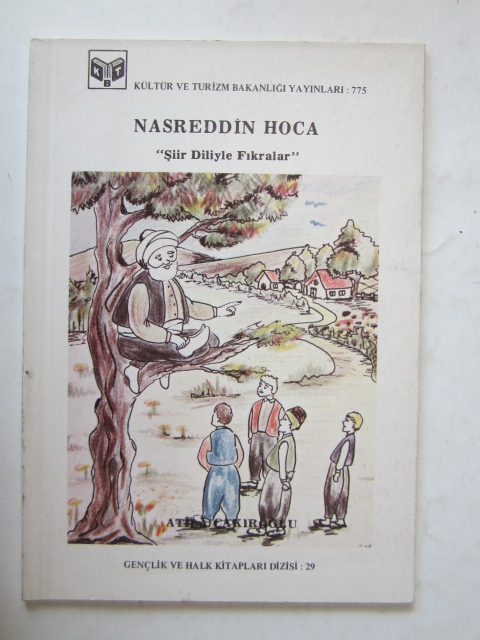 KBT
KÜLTÜR VE TURİZM BAKANLIĞI YAYINLARI : 775
NASREDDİN HOCA
"Şiir Diliyle Fıkralar"
UÇAKIROĞLU
GENÇLİK VE HALK KİTAPLARI DİZİSİ : 29